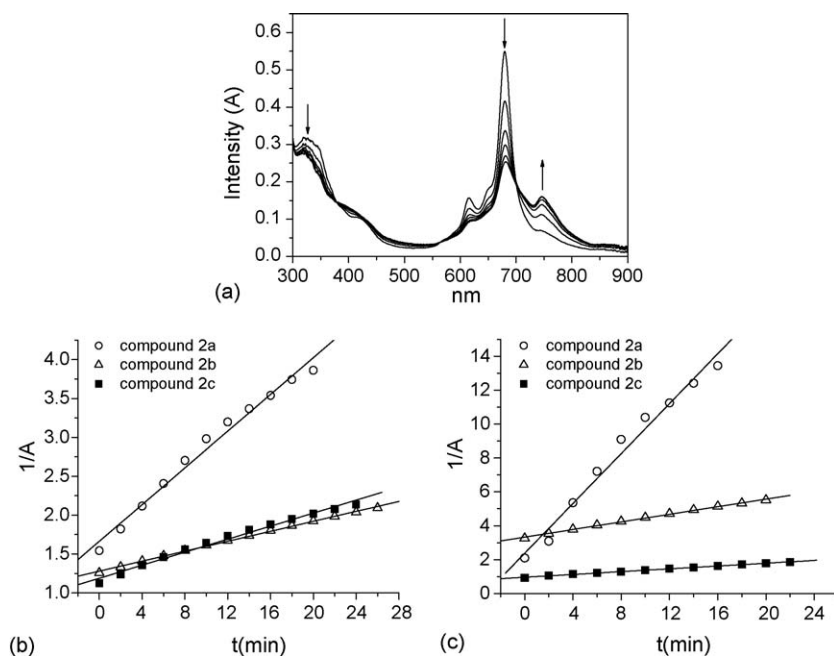 0.6
0.5
0.4
0.3
0.2
0.1
0.0
Intensity (A)
300 400 500 600 700 800 900
nm
(a)
compound 2a
compound 2b
compound 2c
4.0
3.5
3.0
2.5
2.0
1.5
1.0
1/A
0 4 8 12 16 20 24 28
t(min)
(b)
compound 2a
compound 2b
compound 2c
14
12
10
8
6
4
2
0
1/A
0 4 8 12 16 20 24
t(min)
(c)